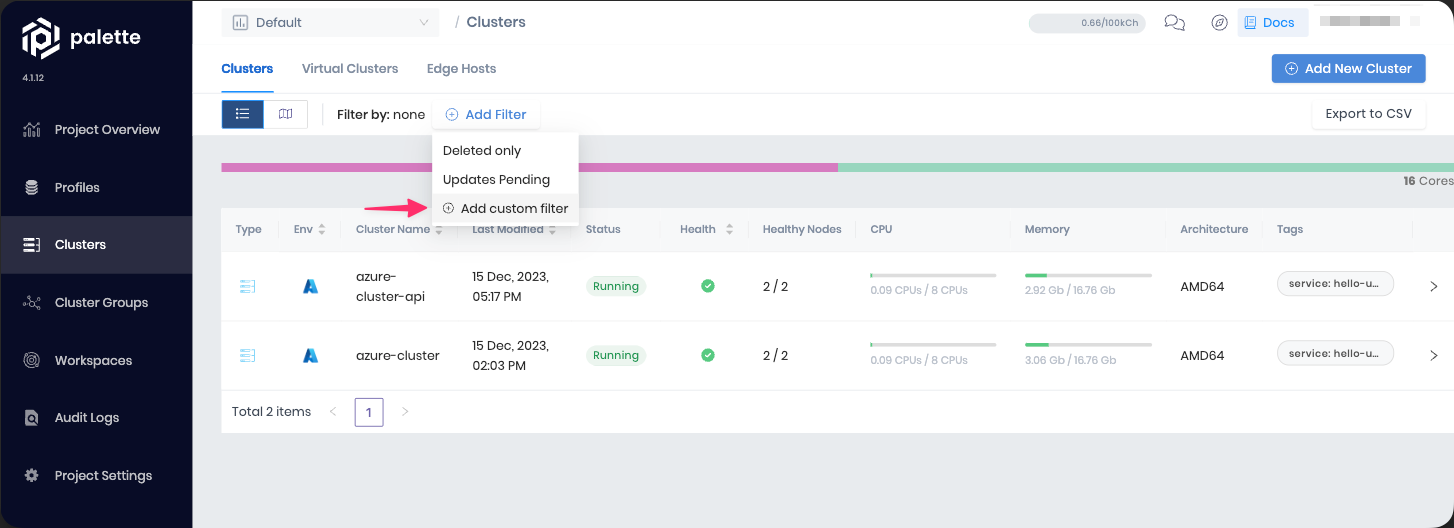 palette
4.1.12
Project Overview
Profiles
Clusters
Cluster Groups
Workspaces
Audit Logs
Project Settings
Default
/ Clusters
0.66/100kCh
Docs
Clusters
Virtual Clusters
Edge Hosts
Add New Cluster
Filter by: none
Add Filter
Export to CSV
Deleted only
Updates Pending
Add custom filter
16 Cores
Type
Env
Cluster Name
Last Modified
Status
Health
Healthy Nodes
CPU
Memory
Architecture
Tags
azure-
cluster-api
15 Dec, 2023,
05:17 PM
Running
2 / 2
0.09 CPUs / 8 CPUs
2.92 Gb / 16.76 Gb
AMD64
service: hello-u...
azure-cluster
15 Dec, 2023,
02:03 PM
Running
2 / 2
0.09 CPUs / 8 CPUs
3.06 Gb / 16.76 Gb
AMD64
service: hello-u...
Total 2 items
1